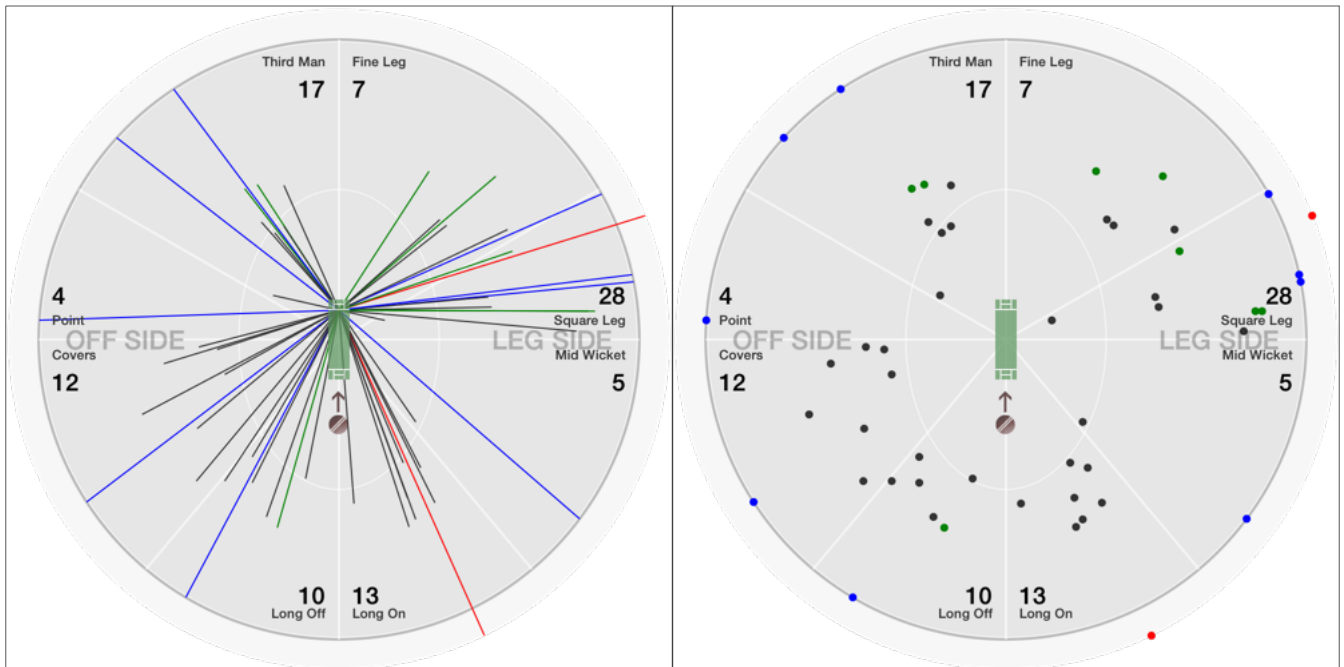 Third Man Fine Leg
17 7
4 28
Point Square Leg
OFF SIDE LEG SIDE
Covers Mid Wicket
12 5
10 13
Long Off Long On
Third Man Fine Leg
17 7
4 28
Point Square Leg
OFF SIDE LEG SIDE
Covers Mid Wicket
12 5
10 13
Long Off Long On